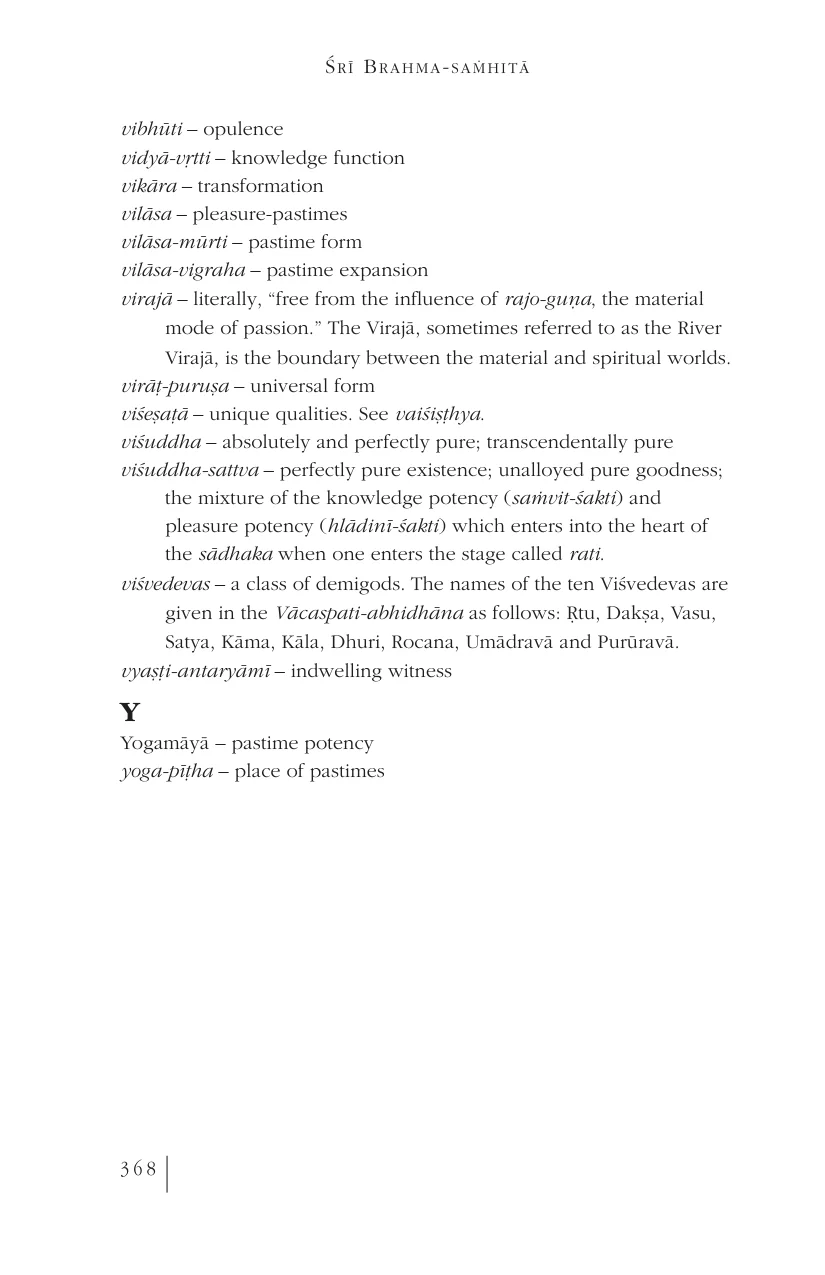 Śrī Brahma-saṁhitā
vibhūti – opulence
vidyā-vṛtti – knowledge function
vikāra – transformation
vilāsa – pleasure-pastimes
vilāsa-mūrti – pastime form
vilāsa-vigraha – pastime expansion
virajā – literally, “free from the influence of rajo-guṇa, the material
mode of passion.” The Virajā, sometimes referred to as the River
Virajā, is the boundary between the material and spiritual worlds.
virāṭ-puruṣa – universal form
viśeṣaṭā – unique qualities. See vaiśiṣṭhya.
viśuddha – absolutely and perfectly pure; transcendentally pure
viśuddha-sattva – perfectly pure existence; unalloyed pure goodness;
the mixture of the knowledge potency (saṁvit-śakti) and
pleasure potency (hlādinī-śakti) which enters into the heart of
the sādhaka when one enters the stage called rati.
viśvedevas – a class of demigods. The names of the ten Viśvedevas are
given in the Vācaspati-abhidhāna as follows: Ṛtu, Dakṣa, Vasu,
Satya, Kāma, Kāla, Dhuri, Rocana, Umādravā and Purūravā.
vyaṣṭi-antaryāmī – indwelling witness
Y
Yogamāyā – pastime potency
yoga-pīṭha – place of pastimes
368